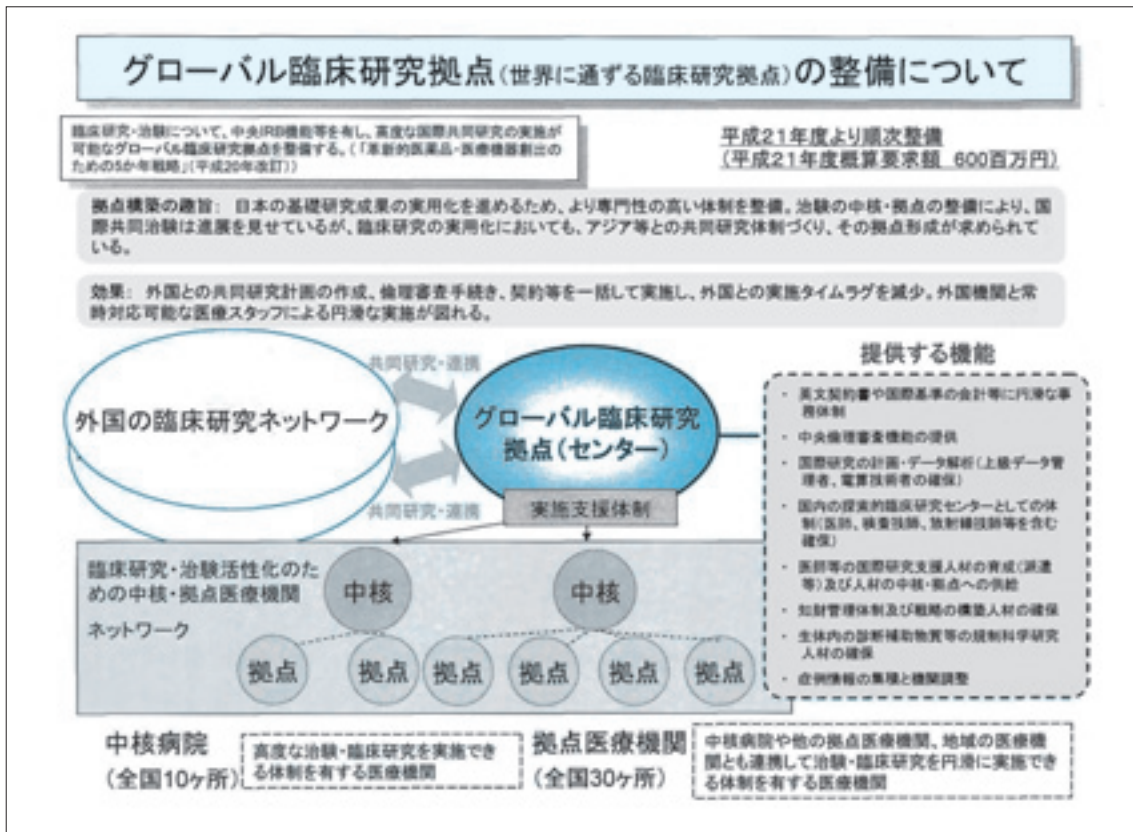 グローバル臨床研究拠点(世界に通ずる臨床研究拠点)の整備について
臨床研究・治験について、中央IRB機能等を有し、高度な国際共同研究の実施が
可能なグローバル臨床研究拠点を整備する。(「革新的医薬品・医療機器創出の
ための5か年戦略」(平成20年改訂))
平成21年度より順次整備
(平成21年度概算要求額 600百万円)
拠点構築の趣旨: 日本の基礎研究成果の実用化を進めるため、より専門性の高い体制を整備。治験の中核・拠点の整備により、国
際共同治験は進展を見せているが、臨床研究の実用化においても、アジア等との共同研究体制づくり、その拠点形成が求められて
いる。
効果: 外国との共同研究計画の作成、倫理審査手続き、契約等を一括して実施し、外国との実施タイムラグを減少。外国機関と常
時対応可能な医療スタッフによる円滑な実施が図れる。
共同研究・連携
外国の臨床研究ネットワーク
グローバル臨床研究
拠点(センター)
共同研究・連携
実施支援体制
提供する機能
・ 英文契約書や国際基準の会計等に円滑な事
務体制
・ 中央倫理審査機能の提供
・ 国際研究の計画・データ解析(上級データ管
理者、電算技術者の確保)
・ 国内の探索的臨床研究センターとしての体
制(医師、検査技師、放射線技師等を含む
確保)
・ 医師等の国際研究支援人材の育成(派遣
等)及び人材の中核・拠点への供給
・ 知財管理体制及び戦略の構築人材の確保
・ 生体内の診断補助物質等の規制科学研究
人材の確保
・ 症例情報の集積と機関調整
臨床研究・治験活性化のた
めの中核・拠点医療機関
ネットワーク
中核
中核
拠点
拠点
拠点
拠点
拠点
拠点
中核病院
(全国10ヶ所)
高度な治験・臨床研究を実施でき
る体制を有する医療機関
拠点医療機関
(全国30ヶ所)
中核病院や他の拠点医療機関、地域の医療機
関とも連携して治験・臨床研究を円滑に実施でき
る体制を有する医療機関